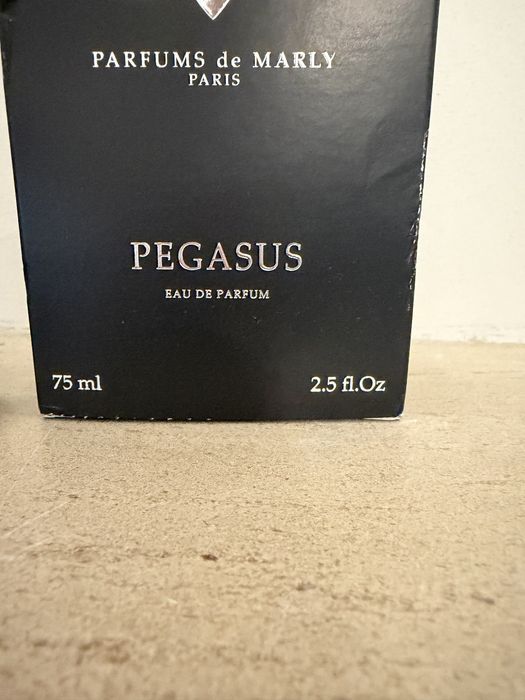 PARFUMS de MARLY
PARIS
PEGASUS
EAU DE PARFUM
75 ml 2.5 fl.Oz